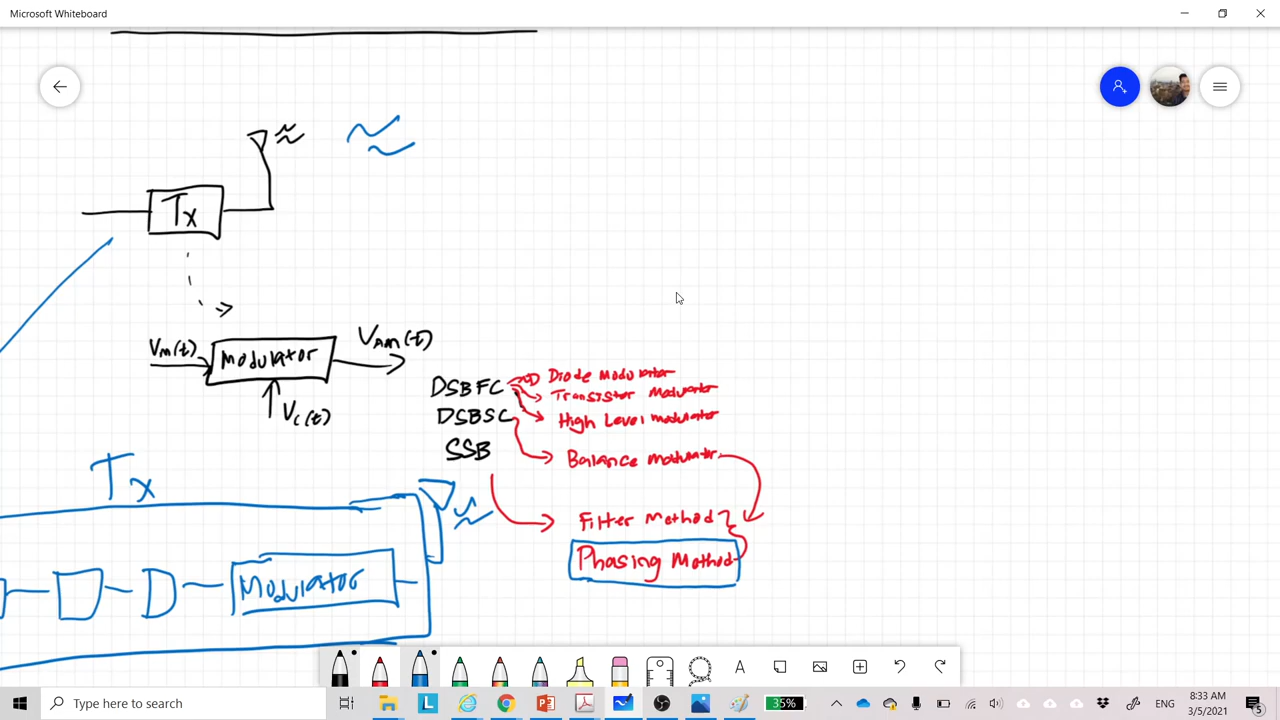 Microsoft Whiteboard
Tx
Vm(t)
Modulator
VAM(t)
Vc(t)
DSBFC
Diode Modulator
Transistor Modulator
High Level modulator
DSBSC
Balance modulator
SSB
Filter Method
Phasing Method
Tx
Modulator
A
Type here to search
L
35%
ENG
8:33 AM
3/5/2021
5